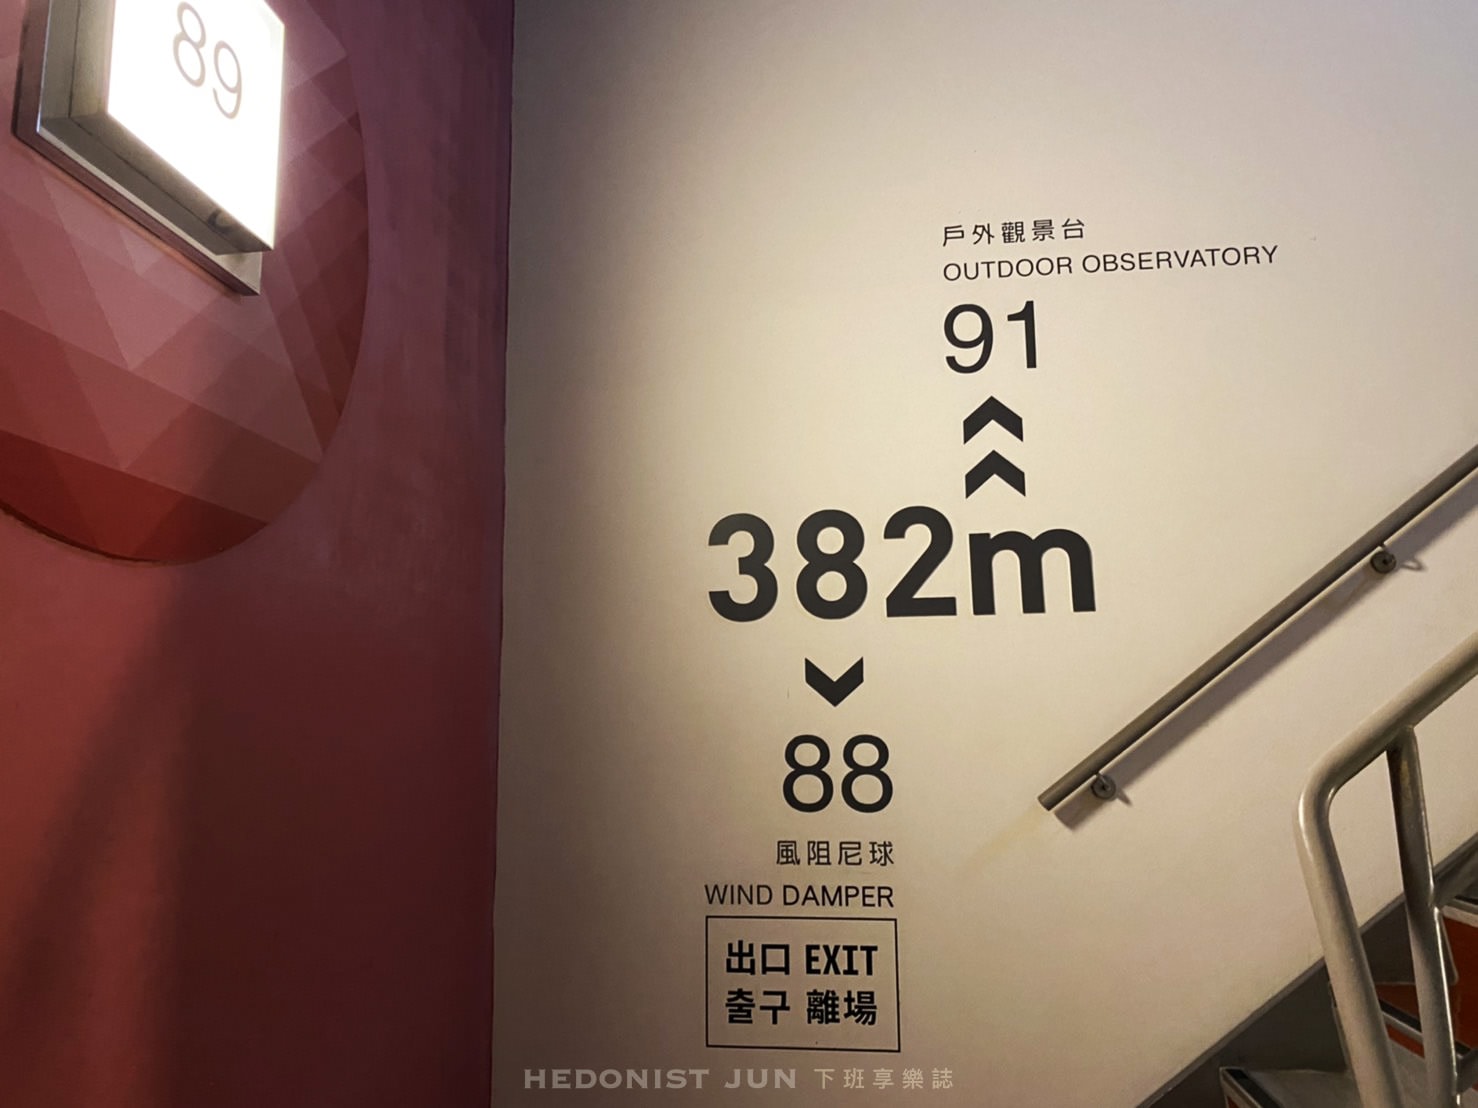 89
戶外觀景台
OUTDOOR OBSERVATORY
91
382m
88
風阻尼球
WIND DAMPER
出口 EXIT
출구 離場
HEDONIST JUN 下班享樂誌